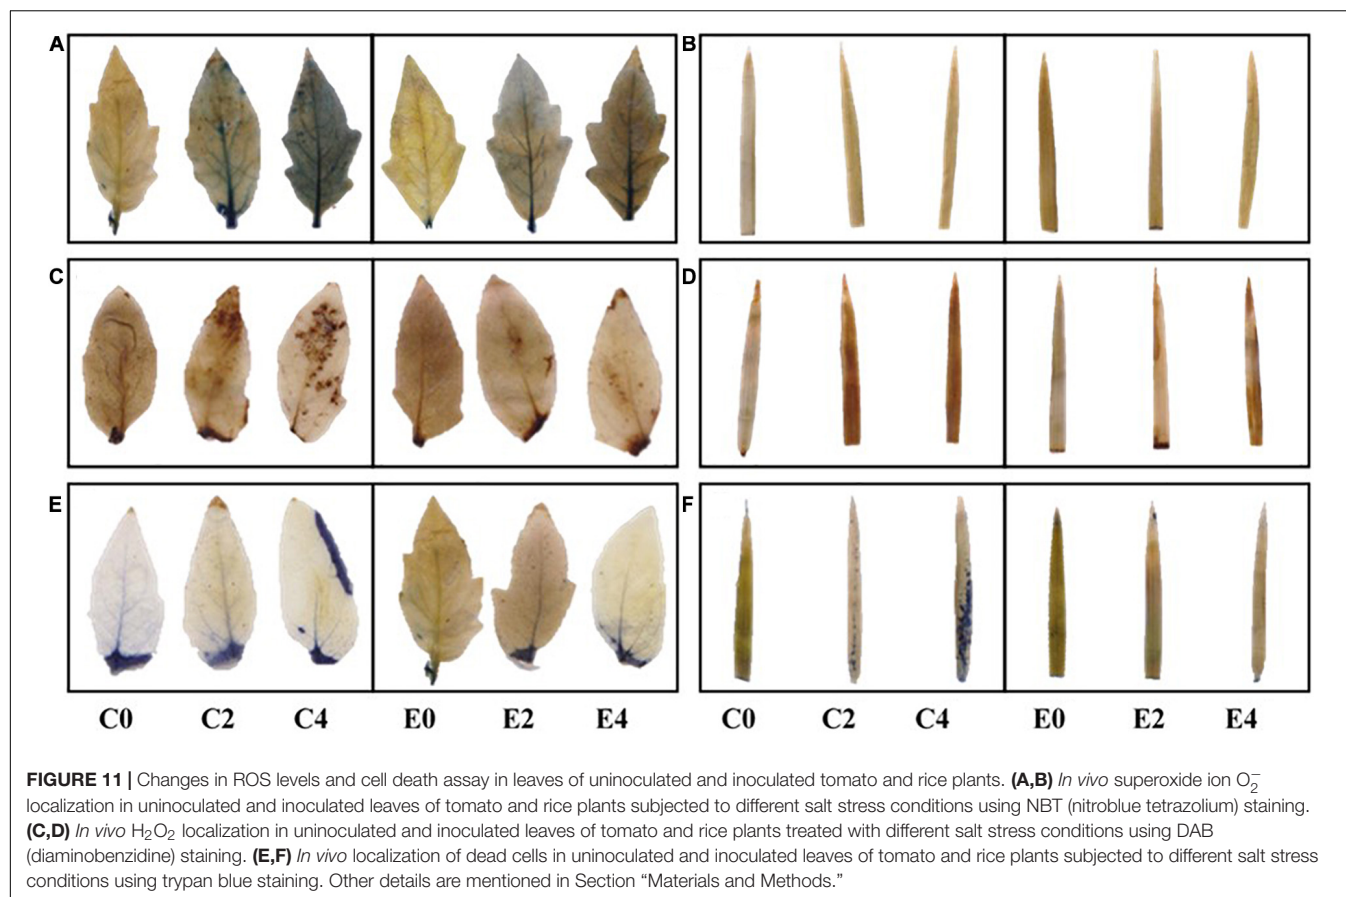 A
B
C
D
E
F
C0 C2 C4 E0 E2 E4 C0 C2 C4 E0 E2 E4
FIGURE 11 | Changes in ROS levels and cell death assay in leaves of uninoculated and inoculated tomato and rice plants. (A,B) In vivo superoxide ion O₂⁻
localization in uninoculated and inoculated leaves of tomato and rice plants subjected to different salt stress conditions using NBT (nitroblue tetrazolium) staining.
(C,D) In vivo H₂O₂ localization in uninoculated and inoculated leaves of tomato and rice plants treated with different salt stress conditions using DAB
(diaminobenzidine) staining. (E,F) In vivo localization of dead cells in uninoculated and inoculated leaves of tomato and rice plants subjected to different salt stress
conditions using trypan blue staining. Other details are mentioned in Section “Materials and Methods.”